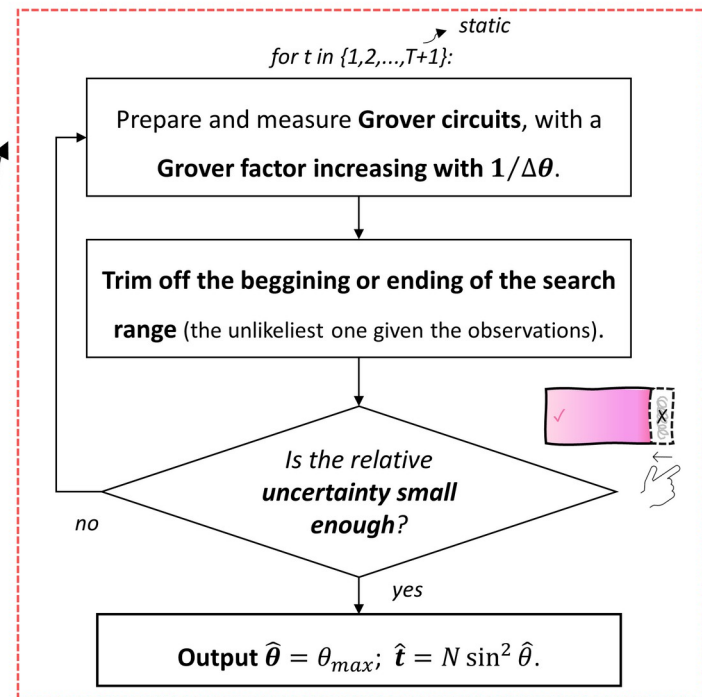 static
for t in {1,2,...,T+1}:
Prepare and measure Grover circuits, with a
Grover factor increasing with 1/Δθ.
Trim off the beggining or ending of the search
range (the unlikeliest one given the observations).
X
Is the relative
uncertainty small
enough?
no
yes
Output θ̂ = θ_max; t̂ = N sin² θ̂.